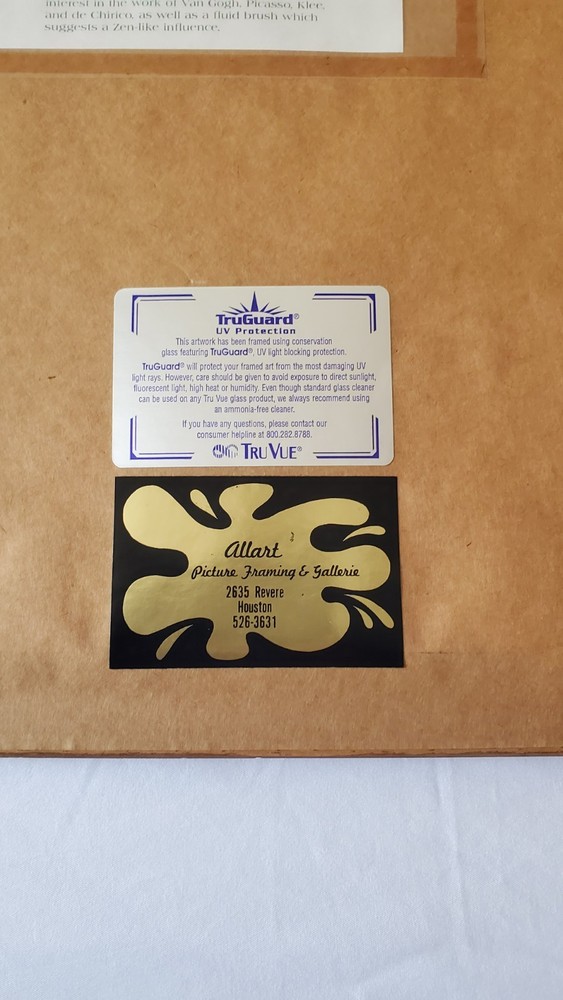 interest in the work of Van Gogh, Picasso, Klee,
and de Chirico, as well as a fluid brush which
suggests a Zen-like influence.
TruGuard®
UV Protection
This artwork has been framed using conservation
glass featuring TruGuard®, UV light blocking protection.
TruGuard® will protect your framed art from the most damaging UV
light rays. However, care should be given to avoid exposure to direct sunlight,
fluorescent light, high heat or humidity. Even though standard glass cleaner
can be used on any Tru Vue glass product, we always recommend using
an ammonia-free cleaner.
If you have any questions, please contact our
consumer helpline at 800.282.8788.
TRU VUE®
Allart
Picture Framing & Gallerie
2635 Revere
Houston
526-3631